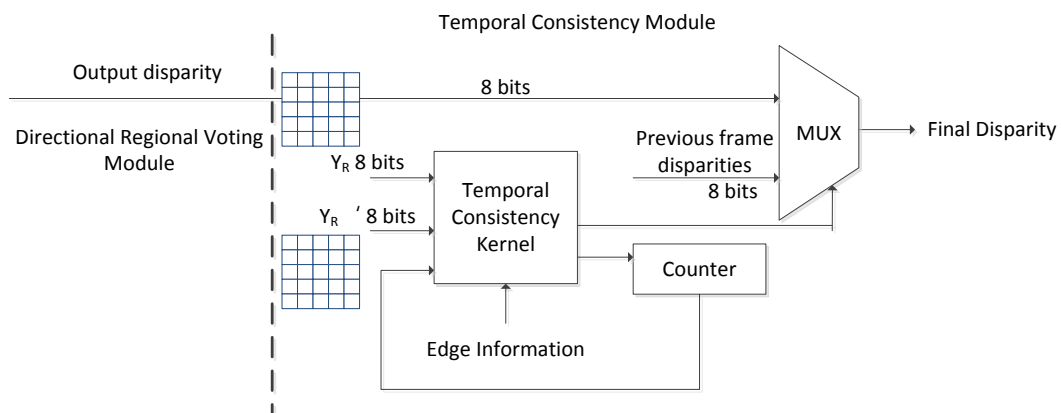 Temporal Consistency Module
Output disparity
8 bits
Directional Regional Voting
Module
MUX
Final Disparity
Previous frame
disparities
8 bits
YR 8 bits
YR ‘ 8 bits
Temporal
Consistency
Kernel
Counter
Edge Information